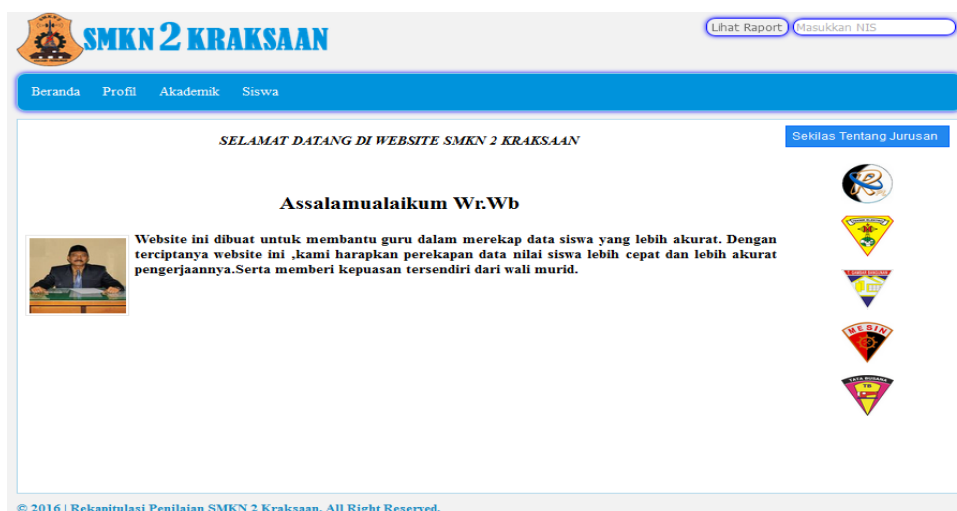 SMKN 2 KRAKSAAN
Lihat Raport Masukkan NIS
Beranda Profil Akademik Siswa
SELAMAT DATANG DI WEBSITE SMKN 2 KRAKSAAN
Sekilas Tentang Jurusan
Assalamualaikum Wr.Wb
Website ini dibuat untuk membantu guru dalam merekap data siswa yang lebih akurat. Dengan
terciptanya website ini ,kami harapkan perekapan data nilai siswa lebih cepat dan lebih akurat
pengerjaannya.Serta memberi kepuasan tersendiri dari wali murid.
MESIN
TATA BUSANA
TB
© 2016 | Rekapitulasi Penilaian SMKN 2 Kraksaan. All Right Reserved.